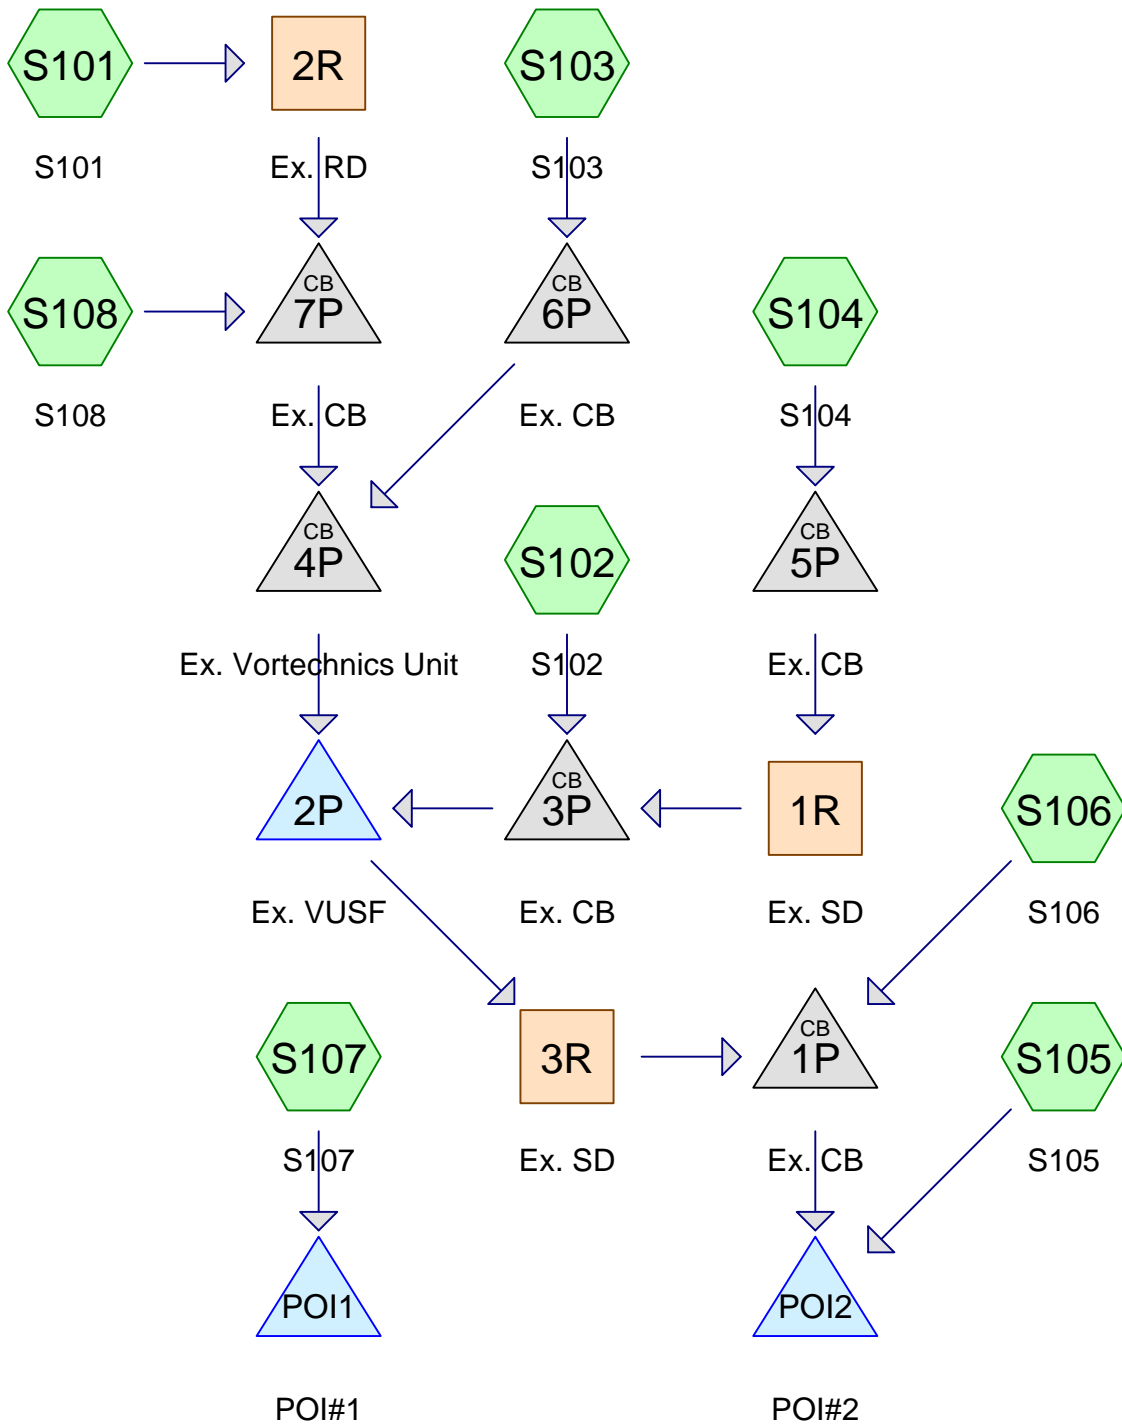 S101
2R
S103
S101
Ex. RD
S103
S108
CB
7P
CB
6P
S104
S108
Ex. CB
Ex. CB
S104
CB
4P
S102
CB
5P
Ex. Vortechnics Unit
S102
Ex. CB
2P
CB
3P
1R
S106
Ex. VUSF
Ex. CB
Ex. SD
S106
S107
3R
CB
1P
S105
S107
Ex. SD
Ex. CB
S105
POI1
POI2
POI#1
POI#2